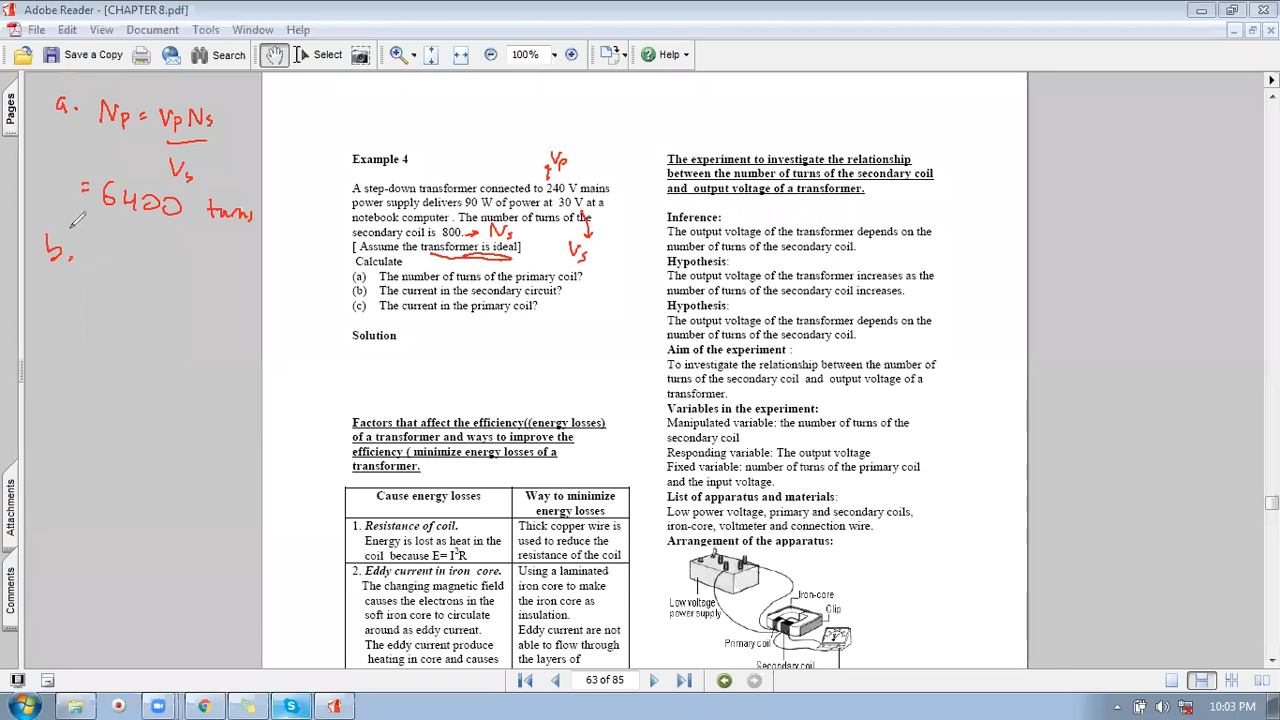 Adobe Reader - [CHAPTER 8.pdf]
File Edit View Document Tools Window Help
Save a Copy Search Select 100% Help
Pages
Attachments
Comments
a. Np = VpNs
Vs
= 6400 turns
b.
Example 4
Vp
A step-down transformer connected to 240 V mains
power supply delivers 90 W of power at 30 V at a
notebook computer . The number of turns of the
secondary coil is 800. Ns
[ Assume the transformer is ideal]
Vs
Calculate
(a) The number of turns of the primary coil?
(b) The current in the secondary circuit?
(c) The current in the primary coil?
Solution
Factors that affect the efficiency((energy losses)
of a transformer and ways to improve the
efficiency ( minimize energy losses of a
transformer.
Cause energy losses
Way to minimize
energy losses
1. Resistance of coil.
Energy is lost as heat in the
coil because E= I²R
Thick copper wire is
used to reduce the
resistance of the coil
2. Eddy current in iron core.
The changing magnetic field
causes the electrons in the
soft iron core to circulate
around as eddy current.
The eddy current produce
heating in core and causes
Using a laminated
iron core to make
the iron core as
insulation.
Eddy current are not
able to flow through
the layers of
The experiment to investigate the relationship
between the number of turns of the secondary coil
and output voltage of a transformer.
Inference:
The output voltage of the transformer depends on the
number of turns of the secondary coil.
Hypothesis:
The output voltage of the transformer increases as the
number of turns of the secondary coil increases.
Hypothesis:
The output voltage of the transformer depends on the
number of turns of the secondary coil.
Aim of the experiment :
To investigate the relationship between the number of
turns of the secondary coil and output voltage of a
transformer.
Variables in the experiment:
Manipulated variable: the number of turns of the
secondary coil
Responding variable: The output voltage
Fixed variable: number of turns of the primary coil
and the input voltage.
List of apparatus and materials:
Low power voltage, primary and secondary coils,
iron-core, voltmeter and connection wire.
Arrangement of the apparatus:
Iron-core
Low voltage
power supply
Clip
Primary coil
Secondary coil
63 of 85
10:03 PM